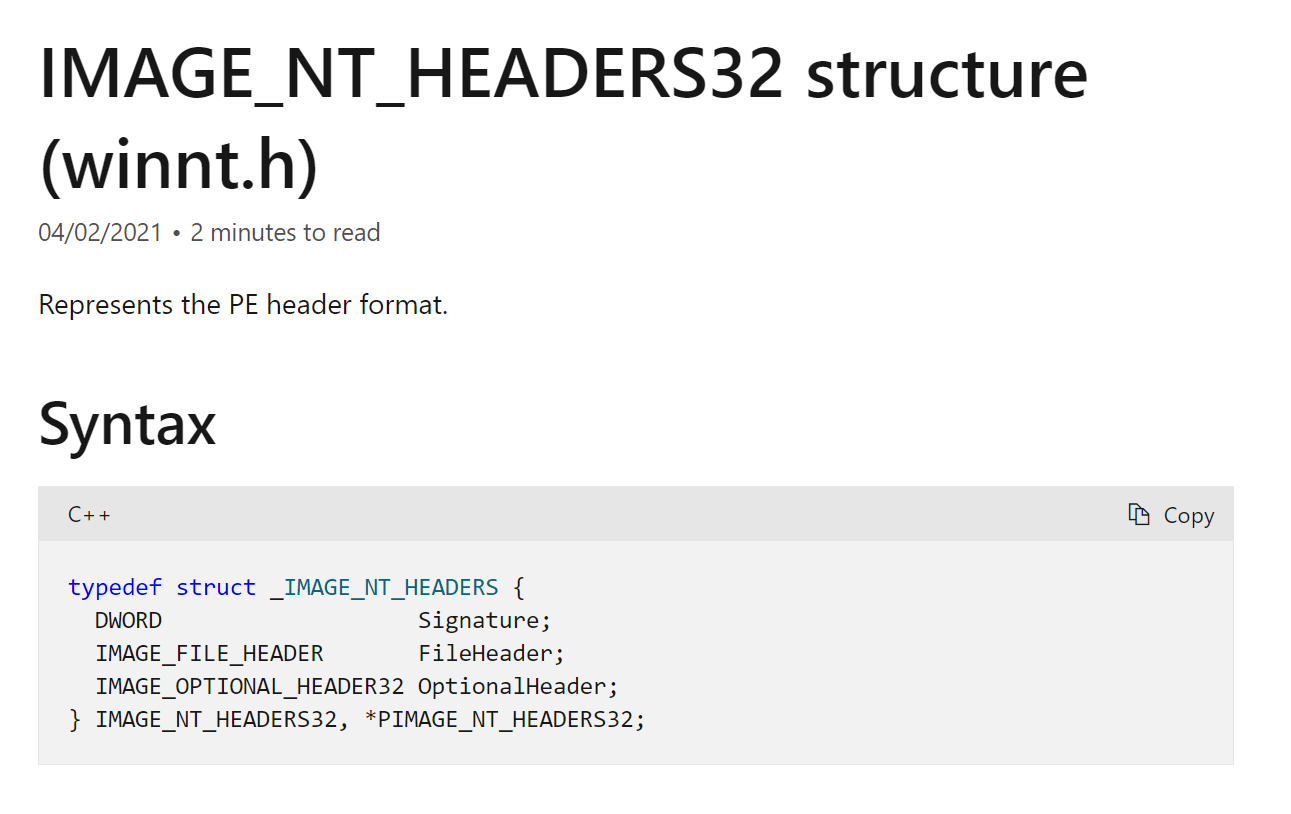 IMAGE_NT_HEADERS32 structure
(winnt.h)
04/02/2021 • 2 minutes to read
Represents the PE header format.
Syntax
C++ Copy
typedef struct _IMAGE_NT_HEADERS {
  DWORD                   Signature;
  IMAGE_FILE_HEADER       FileHeader;
  IMAGE_OPTIONAL_HEADER32 OptionalHeader;
} IMAGE_NT_HEADERS32, *PIMAGE_NT_HEADERS32;